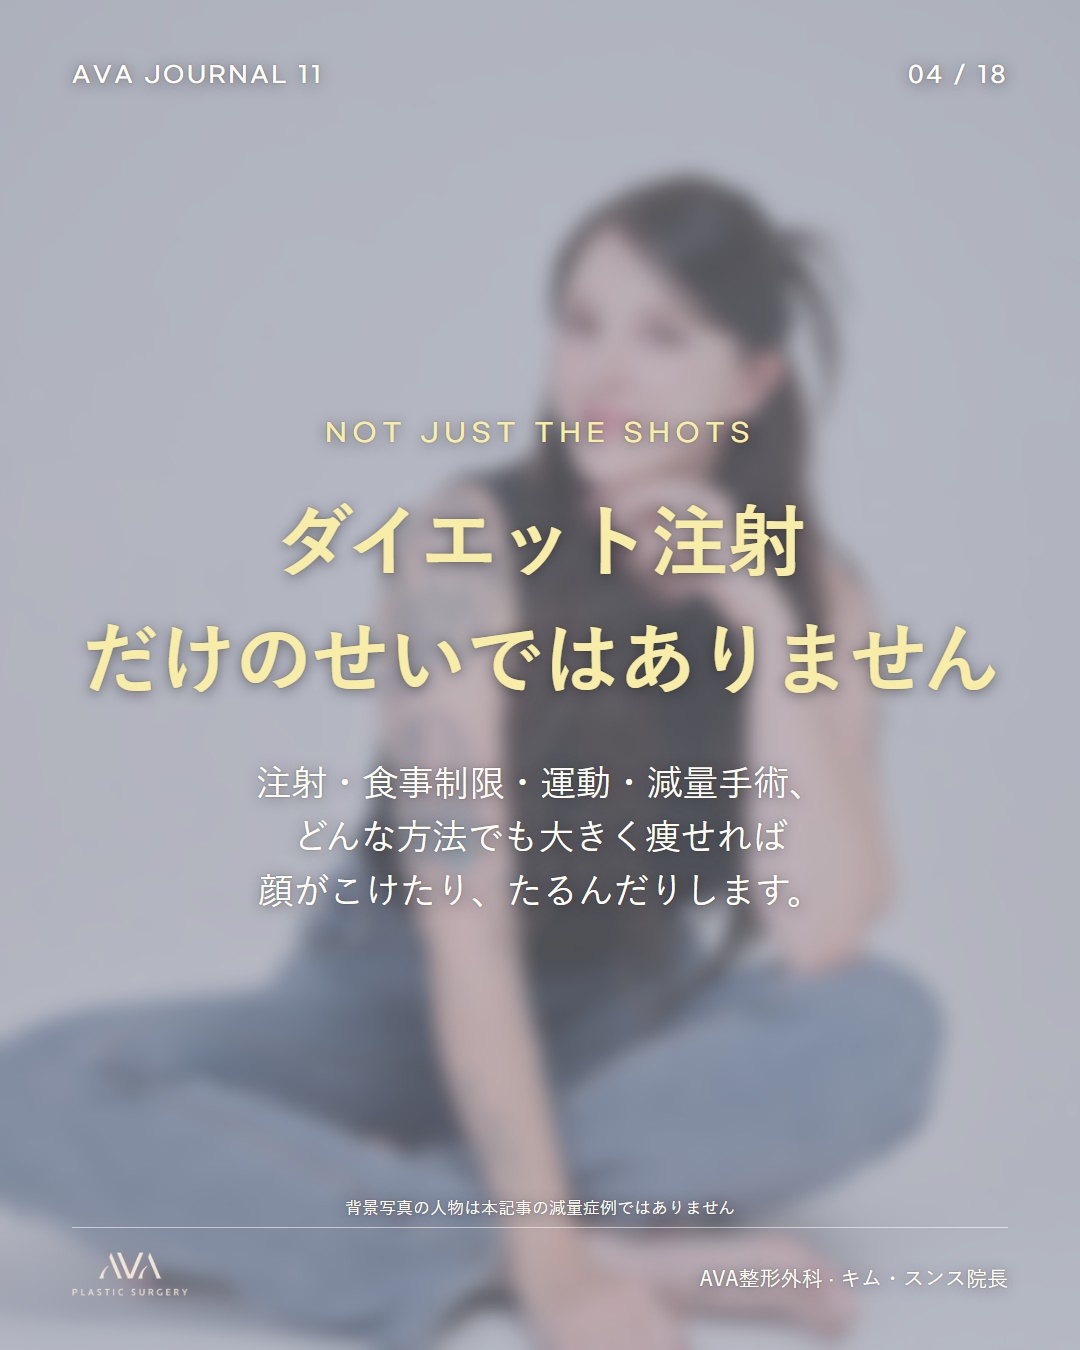 AVA JOURNAL 11
04 / 18
NOT JUST THE SHOTS
ダイエット注射
だけのせいではありません
注射・食事制限・運動・減量手術、
どんな方法でも大きく痩せれば
顔がこけたり、たるんだりします。
背景写真の人物は本記事の減量症例ではありません
AVA
PLASTIC SURGERY
AVA整形外科 · キム・スンス院長